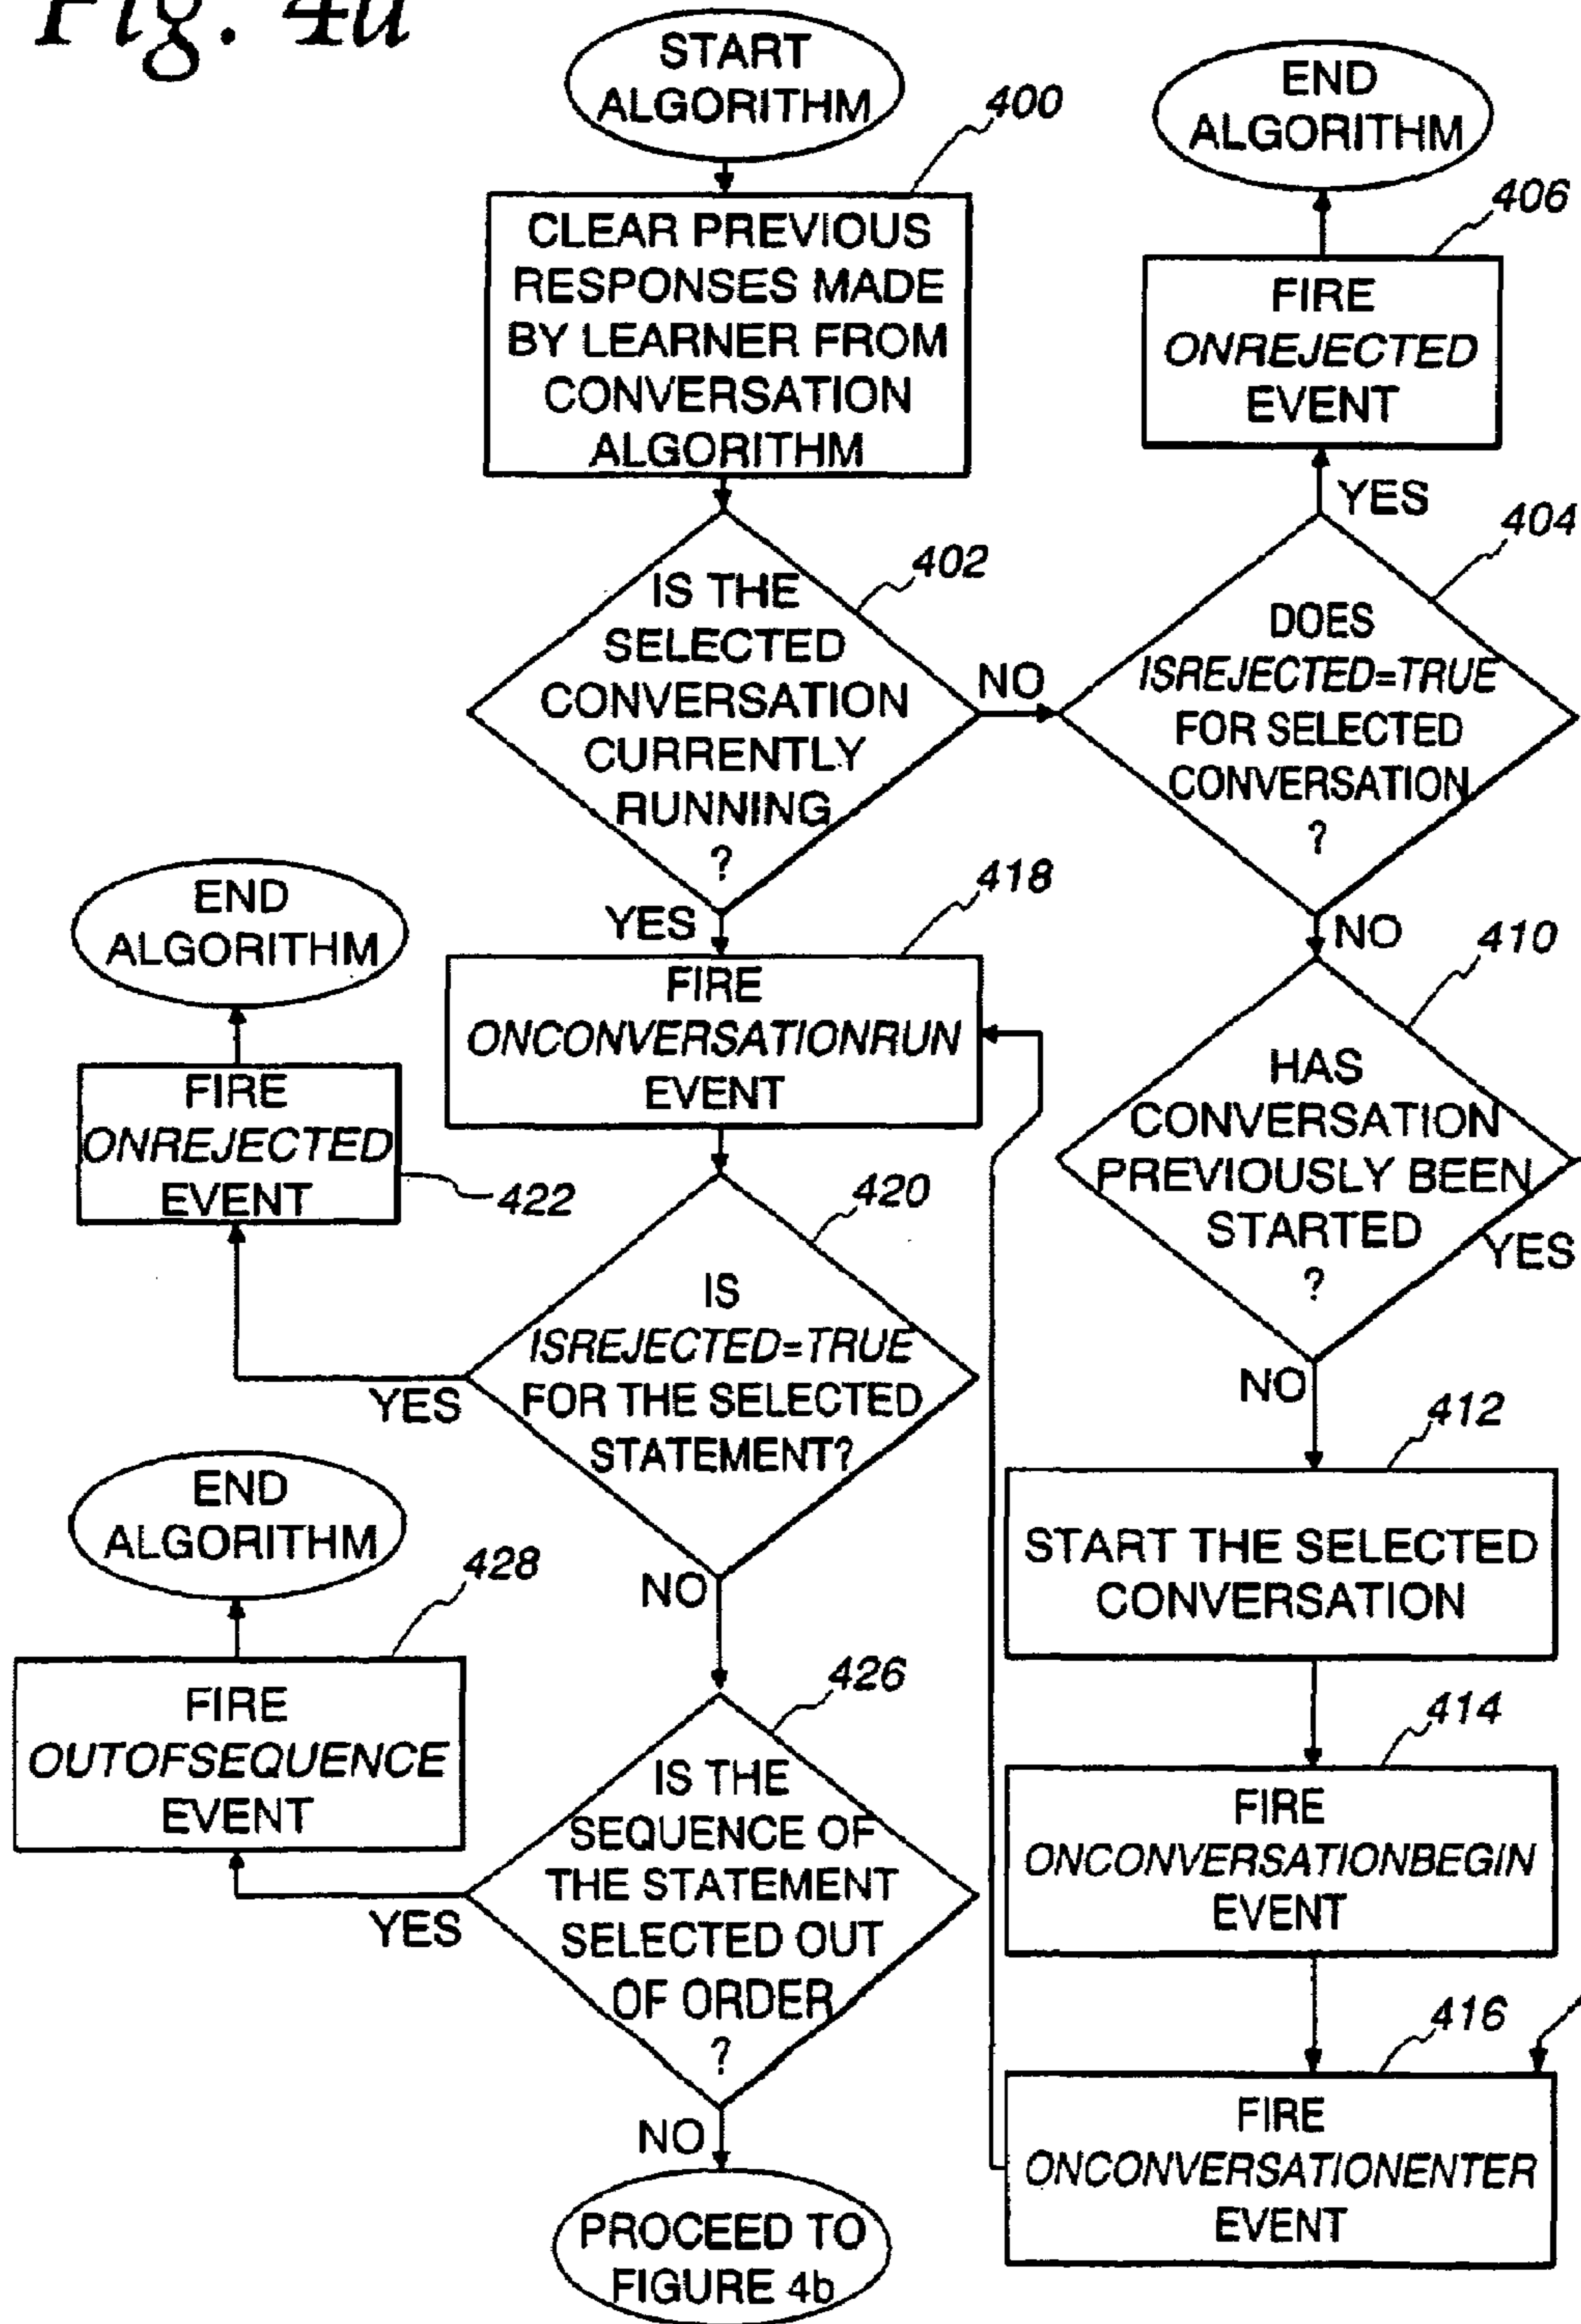 Fig. 4a
START
ALGORITHM
400
CLEAR PREVIOUS
RESPONSES MADE
BY LEARNER FROM
CONVERSATION
ALGORITHM
402
IS THE
SELECTED
CONVERSATION
CURRENTLY
RUNNING
?
NO
YES
END
ALGORITHM
406
FIRE
ONREJECTED
EVENT
YES
404
DOES
ISREJECTED=TRUE
FOR SELECTED
CONVERSATION
?
NO
410
HAS
CONVERSATION
PREVIOUSLY BEEN
STARTED
?
YES
NO
412
START THE SELECTED
CONVERSATION
414
FIRE
ONCONVERSATIONBEGIN
EVENT
416
FIRE
ONCONVERSATIONENTER
EVENT
418
FIRE
ONCONVERSATIONRUN
EVENT
END
ALGORITHM
FIRE
ONREJECTED
EVENT
422
420
IS
ISREJECTED=TRUE
FOR THE SELECTED
STATEMENT?
YES
NO
END
ALGORITHM
428
FIRE
OUTOFSEQUENCE
EVENT
426
IS THE
SEQUENCE OF
THE STATEMENT
SELECTED OUT
OF ORDER
?
YES
NO
PROCEED TO
FIGURE 4b